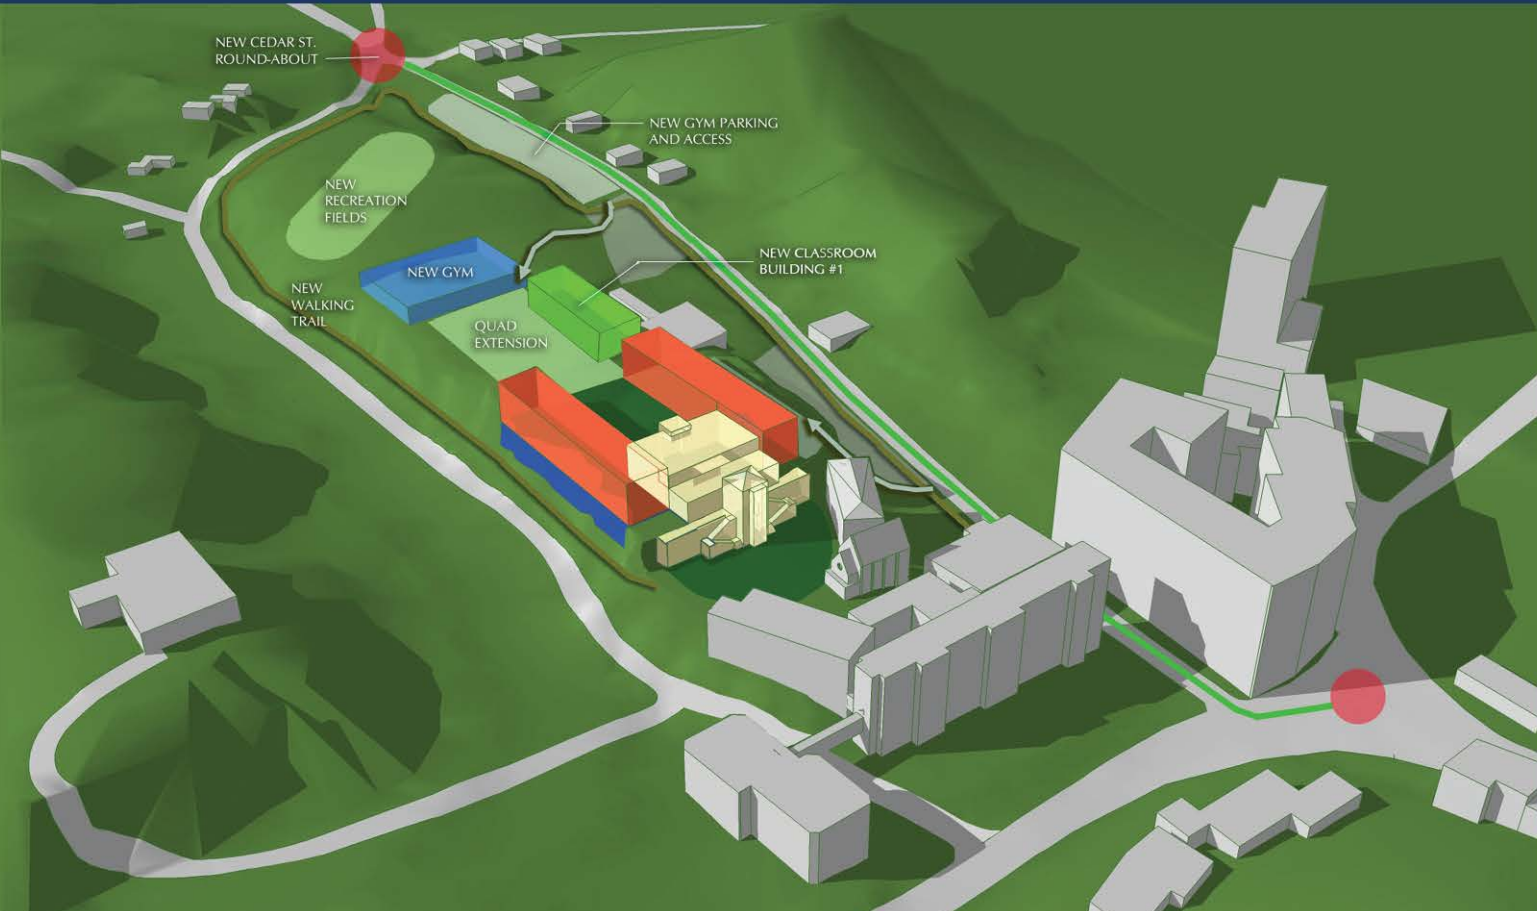 NEW CEDAR ST.
ROUND-ABOUT
NEW GYM PARKING
AND ACCESS
NEW
RECREATION
FIELDS
NEW CLASSROOM
BUILDING #1
NEW GYM
NEW
WALKING
TRAIL
QUAD
EXTENSION